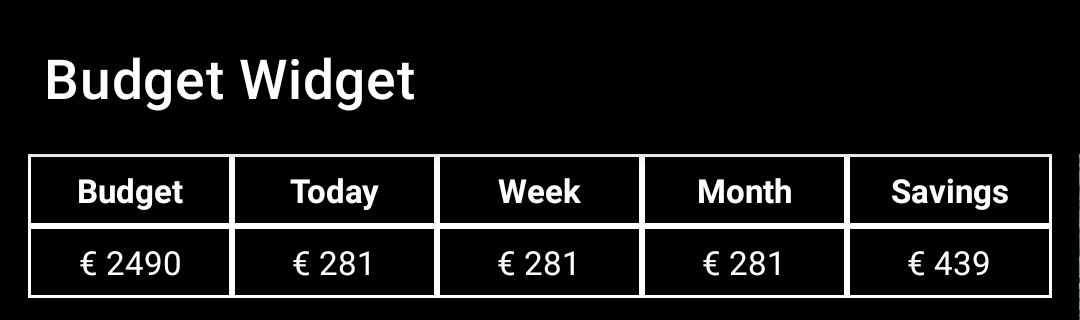 Budget Widget
Budget Today Week Month Savings
€ 2490 € 281 € 281 € 281 € 439